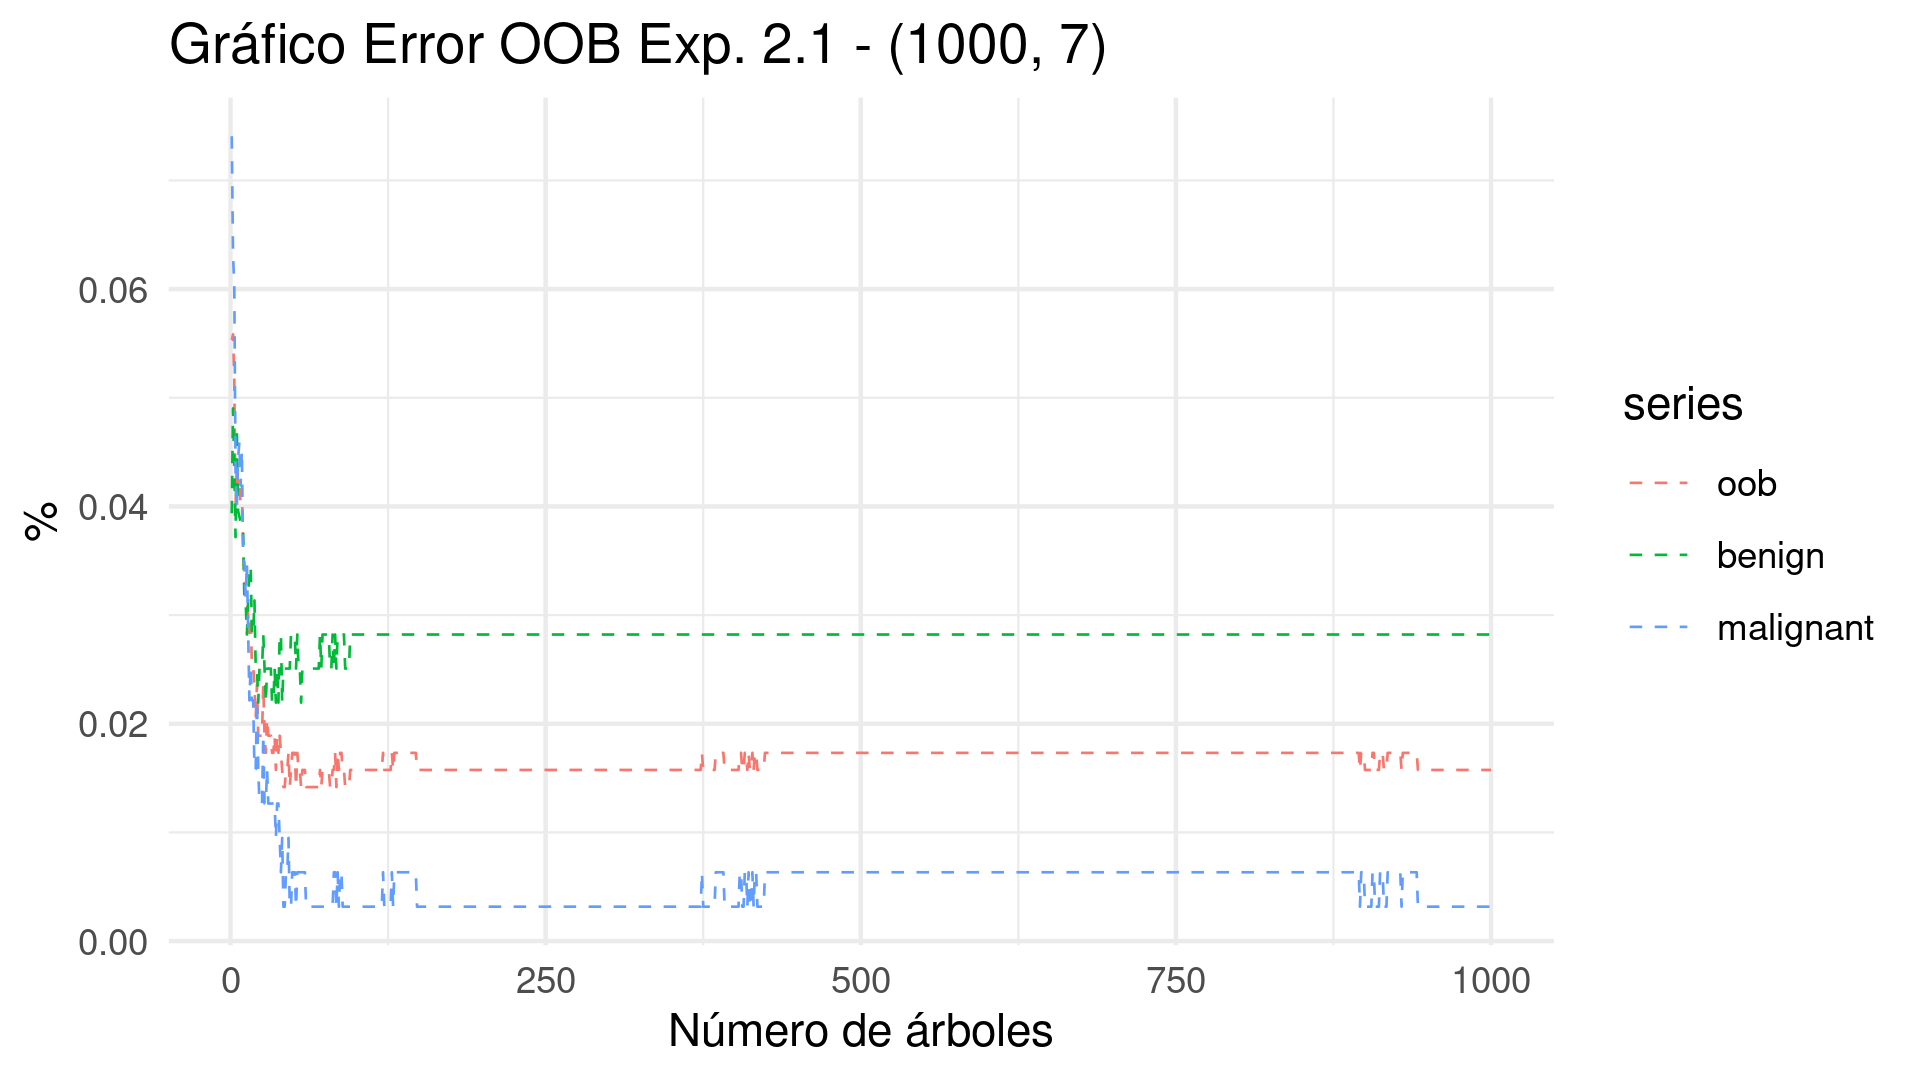 Gráfico Error OOB Exp. 2.1 - (1000, 7)
%
0.06
0.04
0.02
0.00
0 250 500 750 1000
Número de árboles
series
oob
benign
malignant